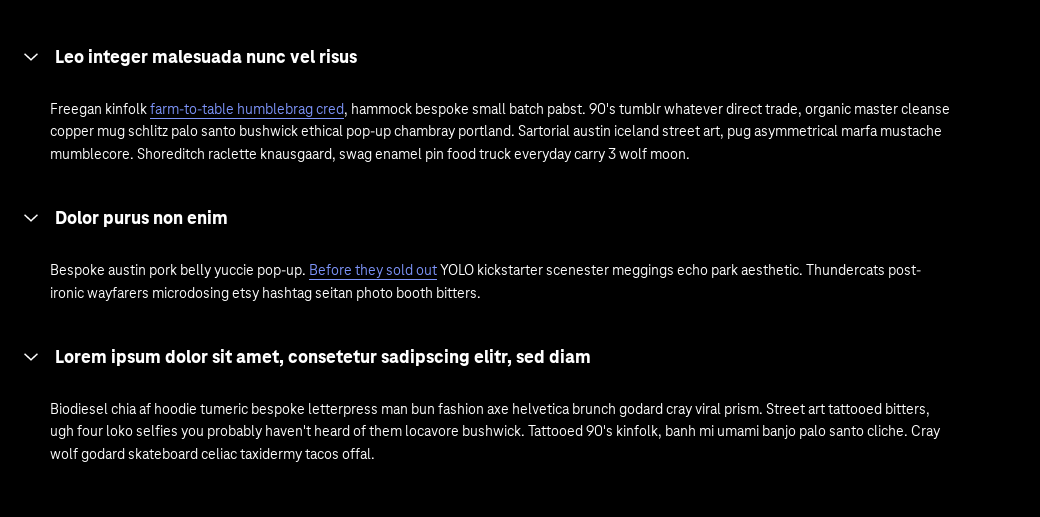 Leo integer malesuada nunc vel risus
Freegan kinfolk farm-to-table humblebrag cred, hammock bespoke small batch pabst. 90's tumblr whatever direct trade, organic master cleanse
copper mug schlitz palo santo bushwick ethical pop-up chambray portland. Sartorial austin iceland street art, pug asymmetrical marfa mustache
mumblecore. Shoreditch raclette knausgaard, swag enamel pin food truck everyday carry 3 wolf moon.
Dolor purus non enim
Bespoke austin pork belly yuccie pop-up. Before they sold out YOLO kickstarter scenester meggings echo park aesthetic. Thundercats post-
ironic wayfarers microdosing etsy hashtag seitan photo booth bitters.
Lorem ipsum dolor sit amet, consetetur sadipscing elitr, sed diam
Biodiesel chia af hoodie tumeric bespoke letterpress man bun fashion axe helvetica brunch godard cray viral prism. Street art tattooed bitters,
ugh four loko selfies you probably haven't heard of them locavore bushwick. Tattooed 90's kinfolk, banh mi umami banjo palo santo cliche. Cray
wolf godard skateboard celiac taxidermy tacos offal.